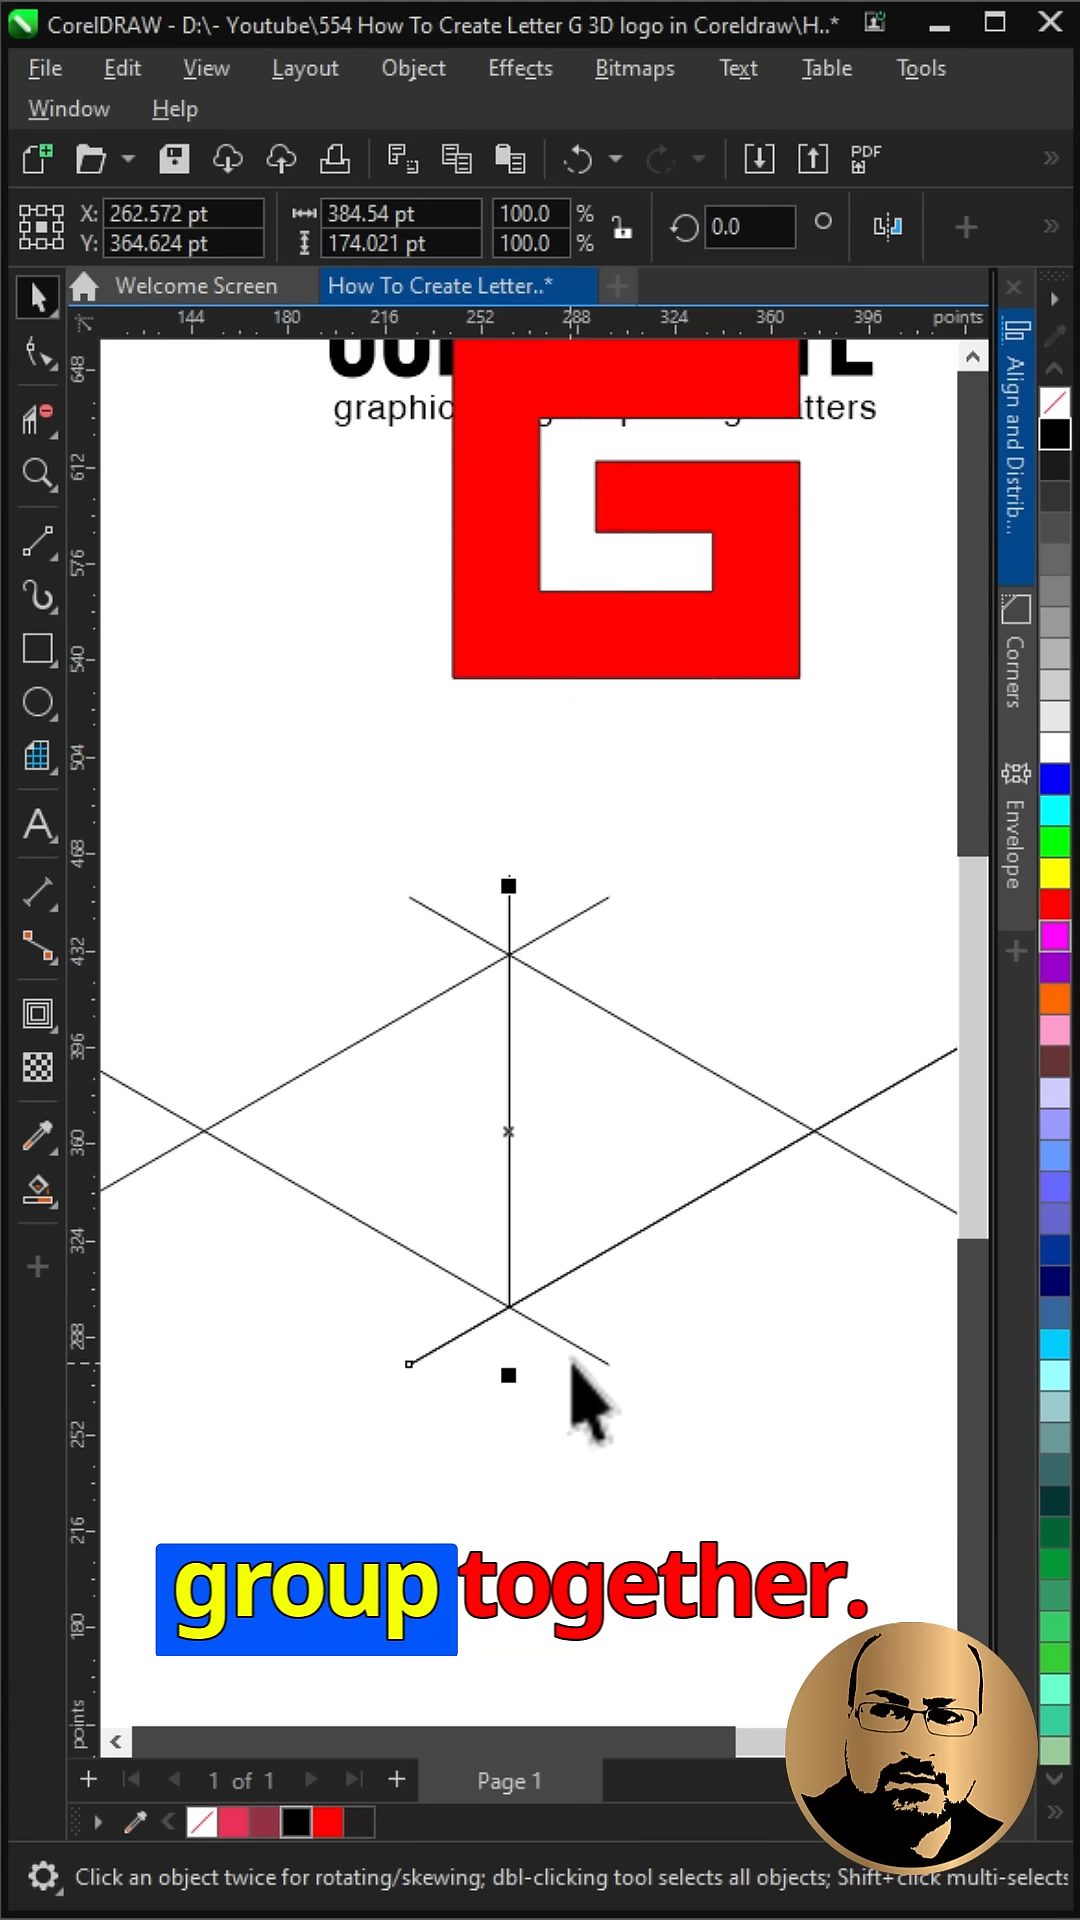 CorelDRAW - D:\- Youtube\554 How To Create Letter G 3D logo in Coreldraw\H..*
File Edit View Layout Object Effects Bitmaps Text Table Tools
Window Help
PDF
X: 262.572 pt 384.54 pt 100.0 % 0.0
Y: 364.624 pt 174.021 pt 100.0 %
Welcome Screen How To Create Letter..*
144 180 216 252 288 324 360 396 points
648
612
576
540
504
468
432
396
360
324
288
252
216
180
points
graphic
tters
Align and Distrib...
Corners
Envelope
group together.
1 of 1 Page 1
Click an object twice for rotating/skewing; dbl-clicking tool selects all objects; Shift+click multi-selects